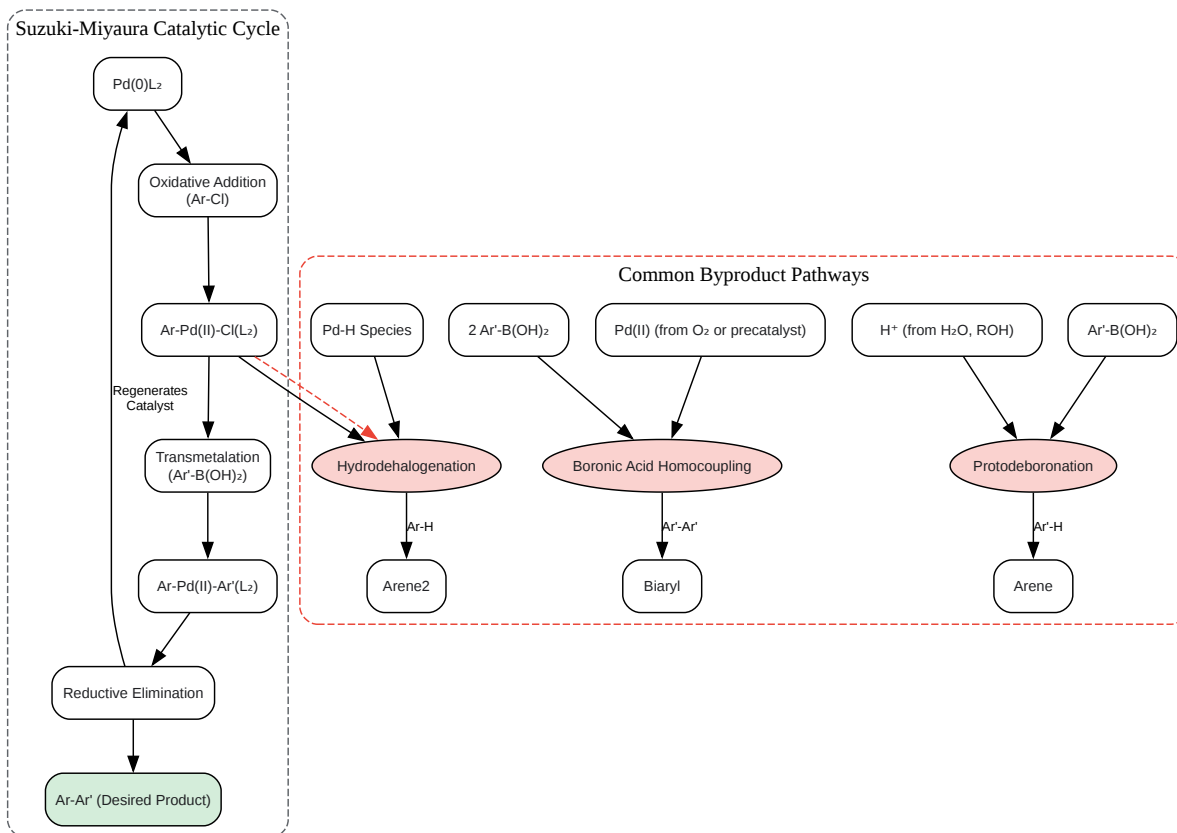 Suzuki-Miyaura Catalytic Cycle
Pd(0)L₂
Oxidative Addition
(Ar-Cl)
Ar-Pd(II)-Cl(L₂)
Regenerates
Catalyst
Transmetalation
(Ar'-B(OH)₂)
Ar-Pd(II)-Ar'(L₂)
Reductive Elimination
Ar-Ar' (Desired Product)
Common Byproduct Pathways
Pd-H Species
2 Ar'-B(OH)₂
Pd(II) (from O₂ or precatalyst)
H⁺ (from H₂O, ROH)
Ar'-B(OH)₂
Hydrodehalogenation
Boronic Acid Homocoupling
Protodeboronation
Ar-H
Ar'-Ar'
Ar'-H
Arene2
Biaryl
Arene